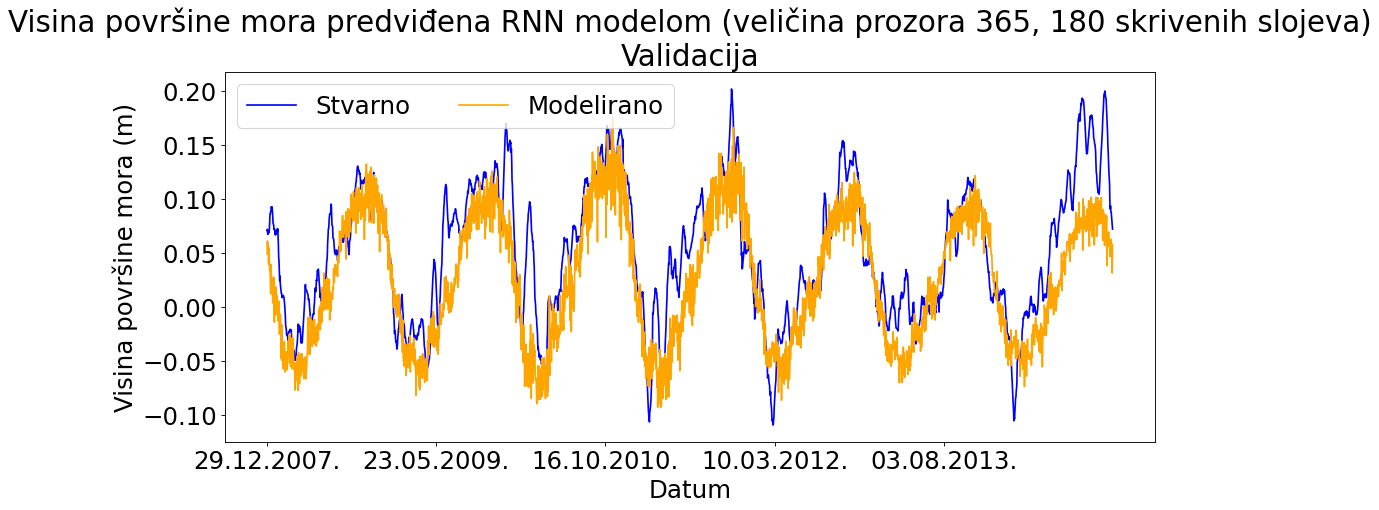 Visina površine mora predviđena RNN modelom (veličina prozora 365, 180 skrivenih slojeva)
Validacija
Stvarno Modelirano
Visina površine mora (m)
0.20
0.15
0.10
0.05
0.00
−0.05
−0.10
29.12.2007. 23.05.2009. 16.10.2010. 10.03.2012. 03.08.2013.
Datum